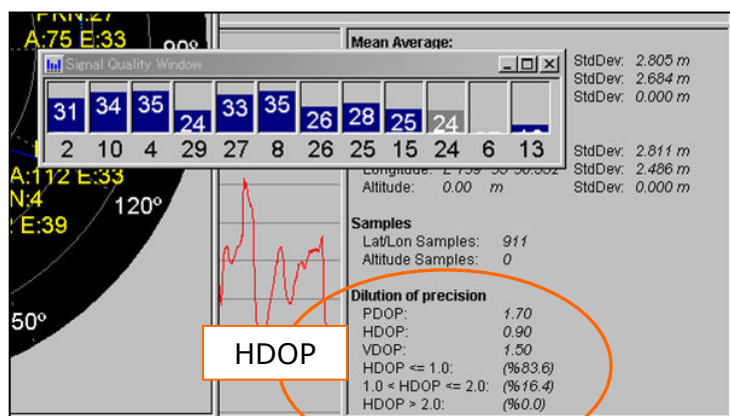 PRN:27
A:75 E:33
90°
Mean Average:
Signal Quality Window
StdDev: 2.805 m
StdDev: 2.684 m
StdDev: 0.000 m
31 34 35 24 33 35 26 28 25 24
2 10 4 29 27 8 26 25 15 24 6 13
StdDev: 2.811 m
A:112 E:33
StdDev: 2.486 m
Altitude: 0.00 m
StdDev: 0.000 m
N:4
120°
E:39
Samples
Lat/Lon Samples: 911
Altitude Samples: 0
Dilution of precision
PDOP: 1.70
50°
HDOP: 0.90
HDOP
VDOP: 1.50
HDOP <= 1.0: (%83.6)
1.0 < HDOP <= 2.0: (%16.4)
HDOP > 2.0: (%0.0)